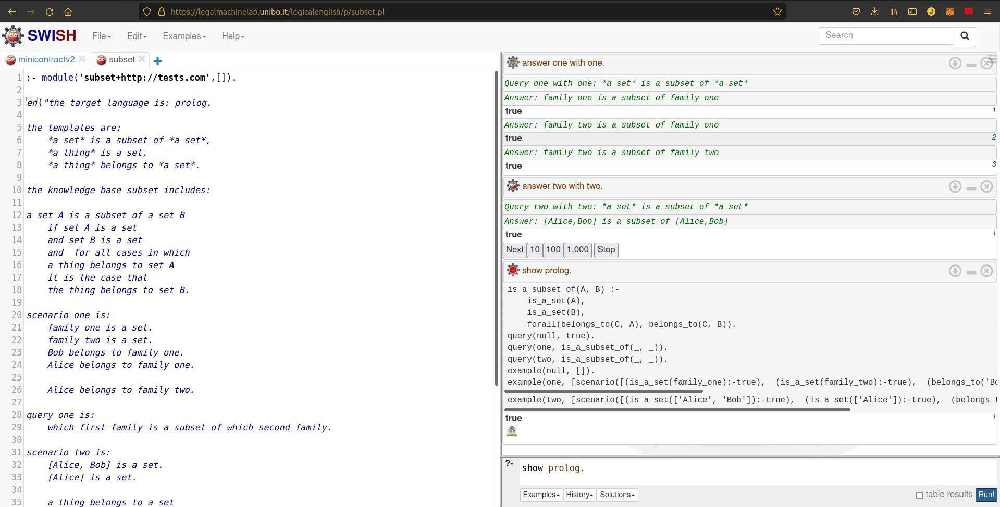 https://legalmachinelab.unibo.it/logicalenglish/p/subset.pl
SWISH File Edit Examples Help Search
minicontractv2 subset
1 :- module('subset+http://tests.com',[]).
2
3 en("the target language is: prolog.
4
5 the templates are:
6 *a set* is a subset of *a set*,
7 *a thing* is a set,
8 *a thing* belongs to *a set*.
9
10 the knowledge base subset includes:
11
12 a set A is a subset of a set B
13 if set A is a set
14 and set B is a set
15 and  for all cases in which
16 a thing belongs to set A
17 it is the case that
18 the thing belongs to set B.
19
20 scenario one is:
21 family one is a set.
22 family two is a set.
23 Bob belongs to family one.
24 Alice belongs to family one.
25
26 Alice belongs to family two.
27
28 query one is:
29 which first family is a subset of which second family.
30
31 scenario two is:
32 [Alice, Bob] is a set.
33 [Alice] is a set.
34
35 a thing belongs to a set
answer one with one.
Query one with one: *a set* is a subset of *a set*
Answer: family one is a subset of family one
true 1
Answer: family two is a subset of family one
true 2
Answer: family two is a subset of family two
true 3
answer two with two.
Query two with two: *a set* is a subset of *a set*
Answer: [Alice,Bob] is a subset of [Alice,Bob]
true 1
Next 10 100 1,000 Stop
show prolog.
is_a_subset_of(A, B) :-
is_a_set(A),
is_a_set(B),
forall(belongs_to(C, A), belongs_to(C, B)).
query(null, true).
query(one, is_a_subset_of(_, _)).
query(two, is_a_subset_of(_, _)).
example(null, []).
example(one, [scenario([(is_a_set(family_one):-true),  (is_a_set(family_two):-true),  (belongs_to('Bo
example(two, [scenario([(is_a_set(['Alice', 'Bob']):-true),  (is_a_set(['Alice']):-true),  (belongs_t
true 1
?- show prolog.
Examples History Solutions table results Run!